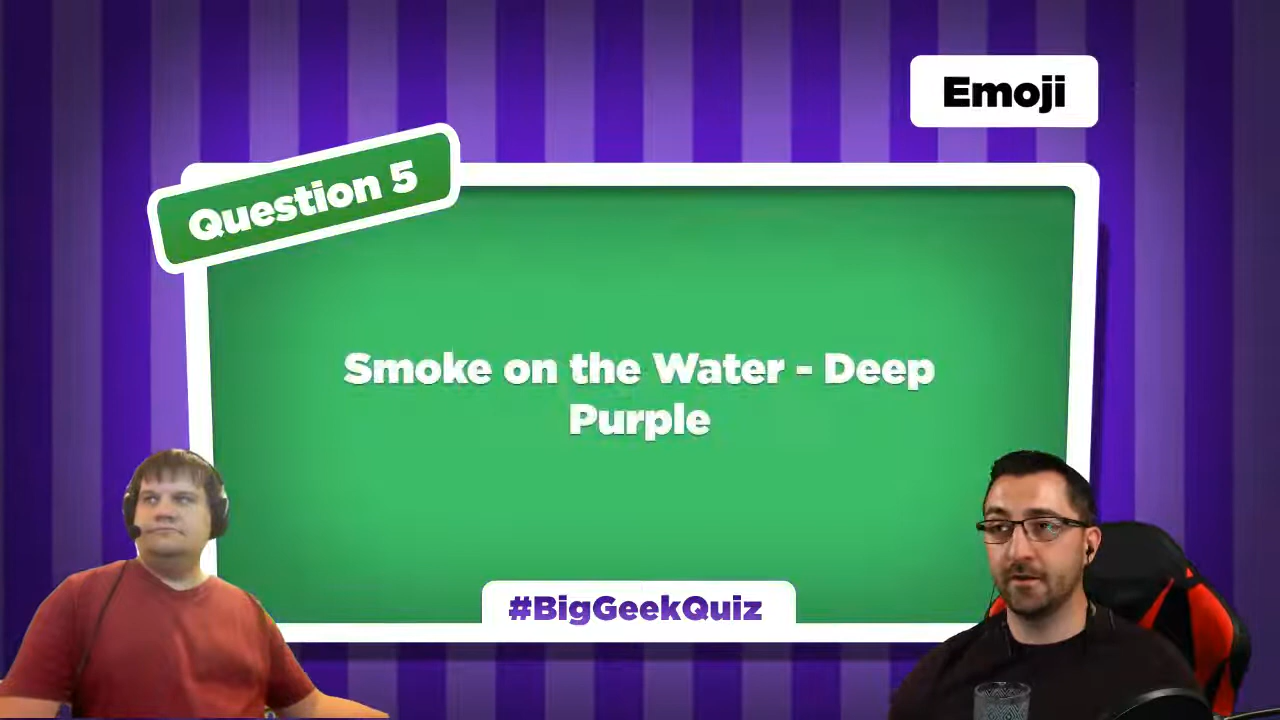 Emoji
Question 5
Smoke on the Water - Deep
Purple
#BigGeekQuiz